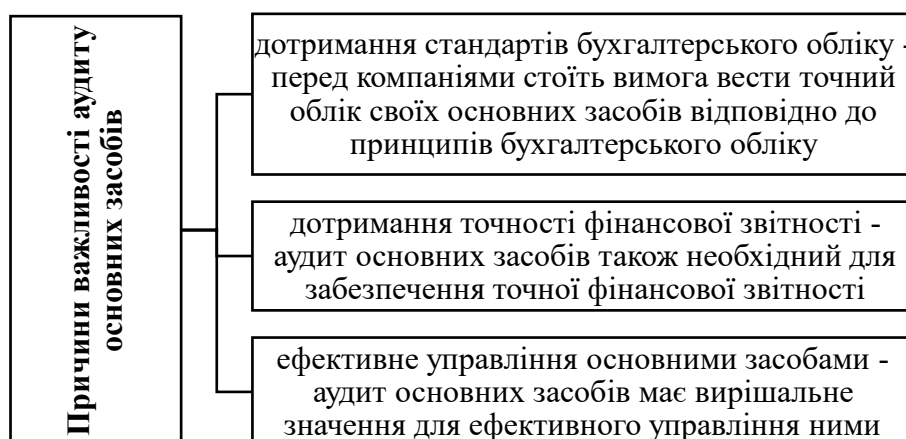 Причини важливості аудиту
основних засобів
дотримання стандартів бухгалтерського обліку -
перед компаніями стоїть вимога вести точний
облік своїх основних засобів відповідно до
принципів бухгалтерського обліку
дотримання точності фінансової звітності -
аудит основних засобів також необхідний для
забезпечення точної фінансової звітності
ефективне управління основними засобами -
аудит основних засобів має вирішальне
значення для ефективного управління ними